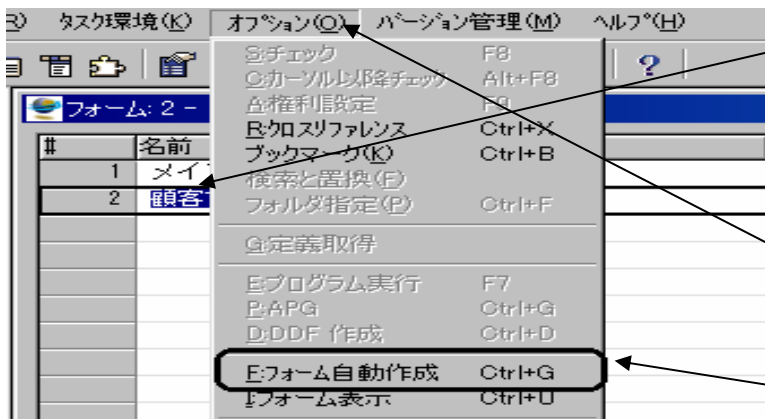 R) タスク環境(K) オプション(O) バージョン管理(M) ヘルプ(H)
?
S:チェック F8
C:カーソル以降チェック Alt+F8
A:権利設定 F9
R:クロスリファレンス Ctrl+X
ブックマーク(K) Ctrl+B
検索と置換(F)
フォルダ指定(P) Ctrl+F
G:定義取得
E:プログラム実行 F7
P:APG Ctrl+G
D:DDF 作成 Ctrl+D
F:フォーム自動作成 Ctrl+G
I:フォーム表示 Ctrl+U
フォーム: 2 -
# 名前
1 メイ
2 顧客